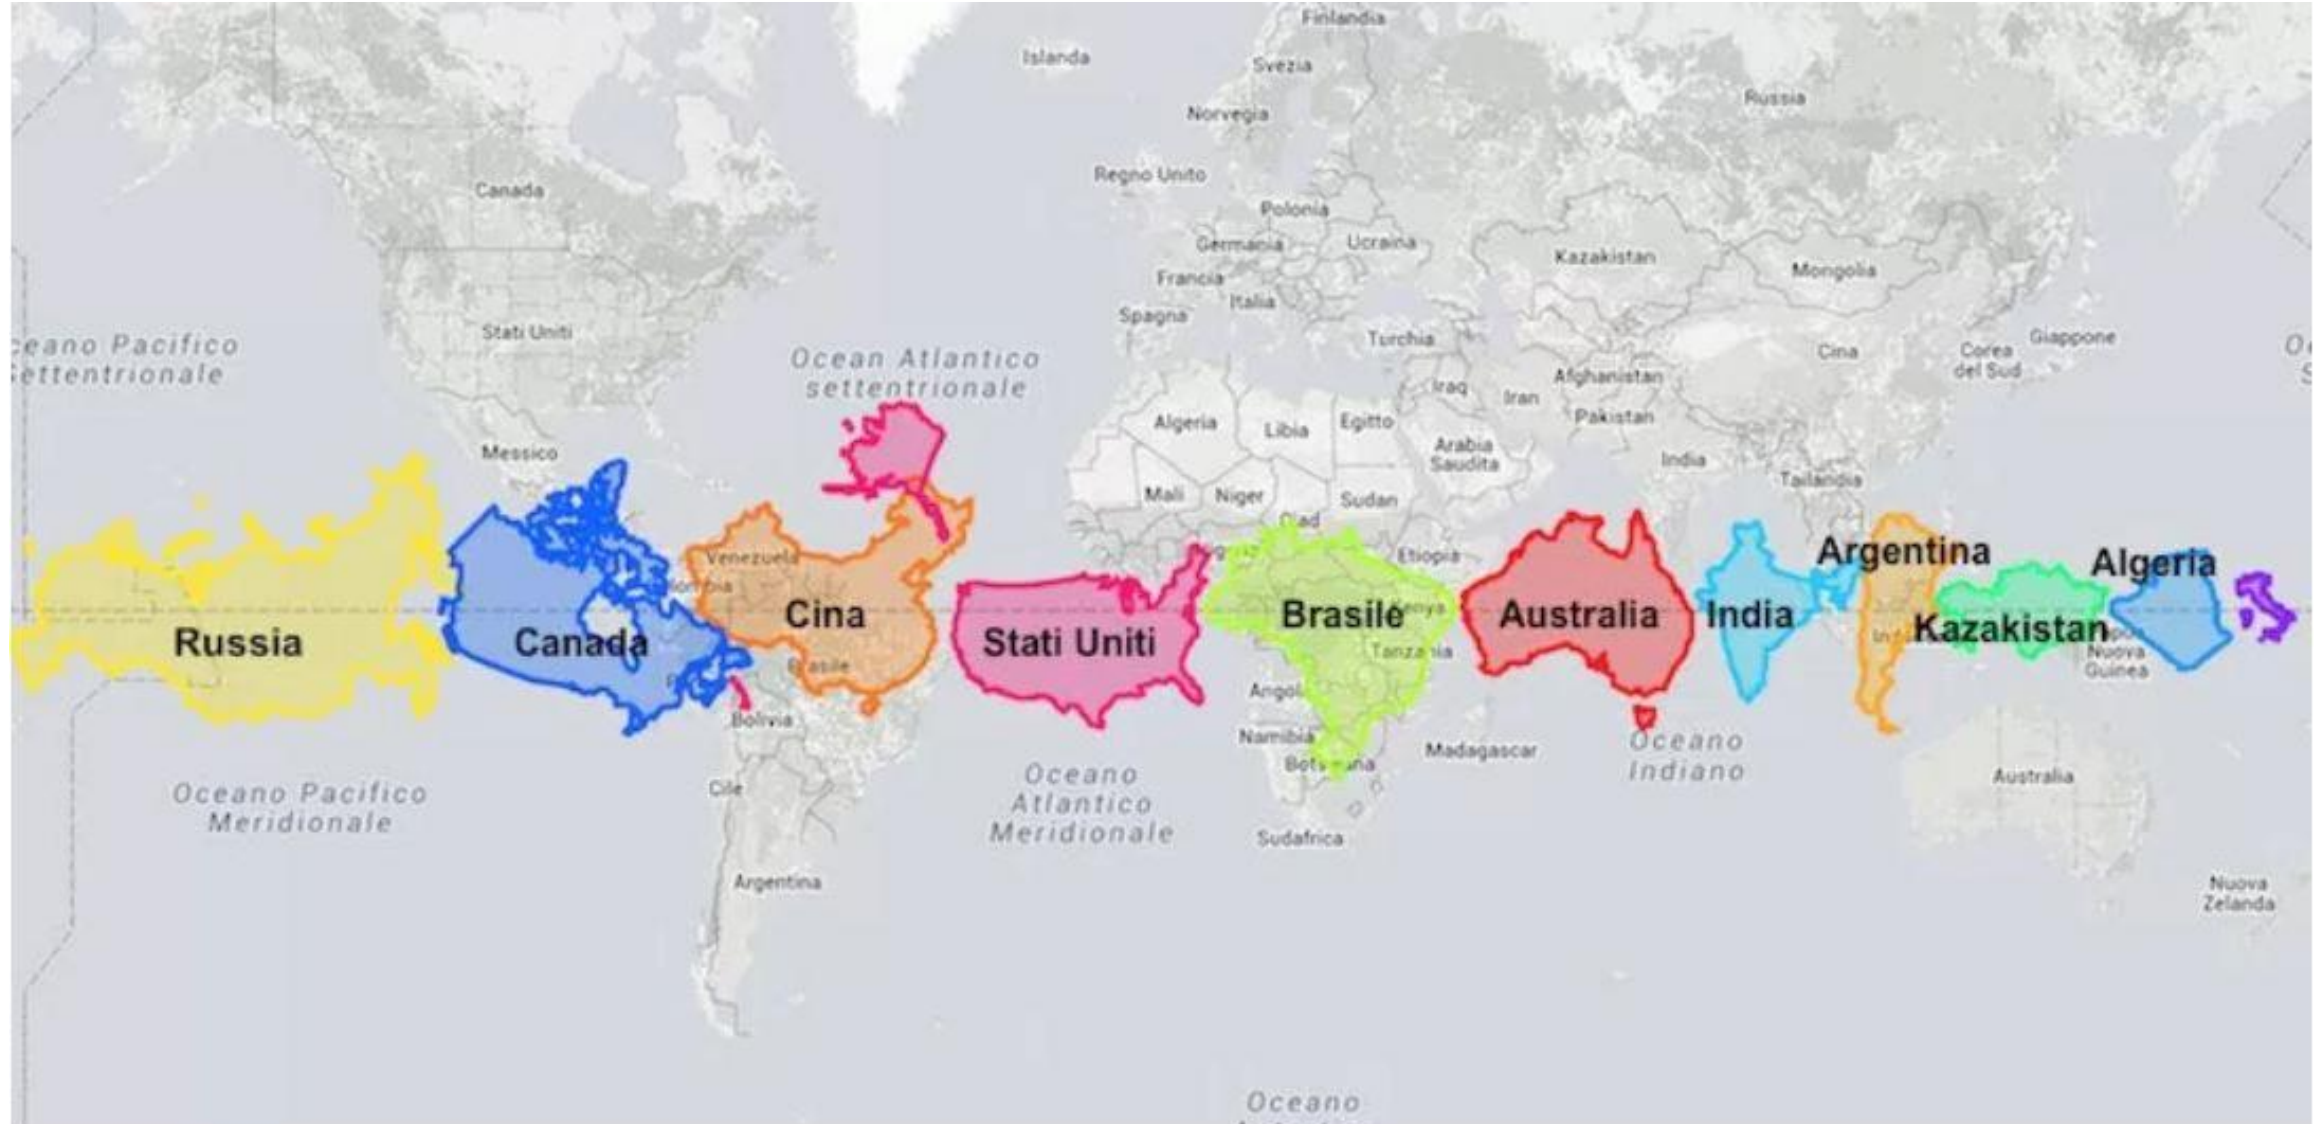 Finlandia
Islanda
Svezia
Russia
Norvegia
Regno Unito
Canada
Polonia
Germania
Ucraina
Kazakistan
Mongolia
Francia
Italia
Spagna
Stati Uniti
Turchia
Giappone
ceano Pacifico
settentrionale
Ocean Atlantico
settentrionale
Cina
Corea
del Sud
Iraq
Iran
Afghanistan
Pakistan
Algeria
Libia
Egitto
Arabia
Saudita
Messico
India
Tailandia
Mali
Niger
Sudan
Ciad
Venezuela
Etiopia
Argentina
Algeria
Russia
Canada
Cina
Stati Uniti
Brasile
Kenya
Australia
India
Kazakistan
Brasile
Tanzania
Nuova
Guinea
Angol
Bolivia
Namibia
Madagascar
Oceano
Indiano
Oceano Pacifico
Meridionale
Cile
Oceano
Atlantico
Meridionale
Australia
Sudafrica
Argentina
Nuova
Zelanda
Oceano